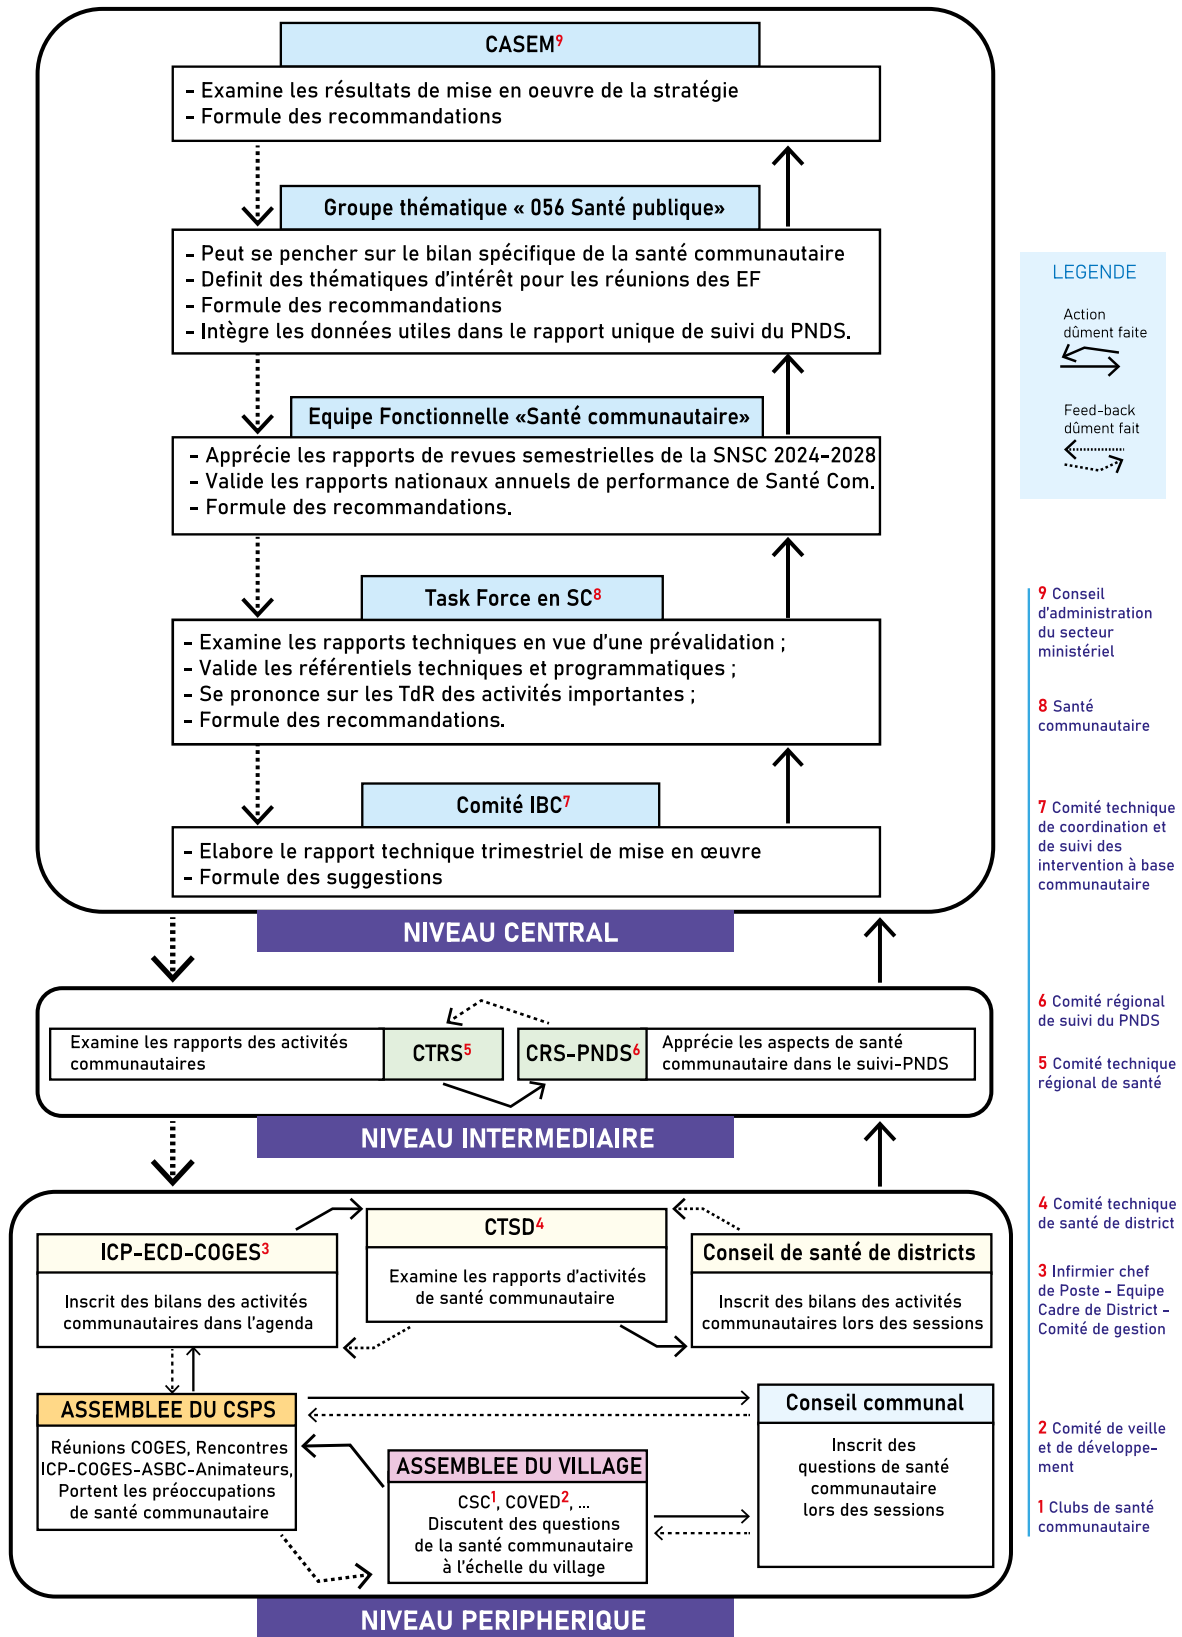 CASEM9
- Examine les résultats de mise en oeuvre de la stratégie
- Formule des recommandations
Groupe thématique « 056 Santé publique»
- Peut se pencher sur le bilan spécifique de la santé communautaire
- Definit des thématiques d'intérêt pour les réunions des EF
- Formule des recommandations
- Intègre les données utiles dans le rapport unique de suivi du PNDS.
Equipe Fonctionnelle «Santé communautaire»
- Apprécie les rapports de revues semestrielles de la SNSC 2024-2028
- Valide les rapports nationaux annuels de performance de Santé Com.
- Formule des recommandations.
Task Force en SC8
- Examine les rapports techniques en vue d'une prévalidation ;
- Valide les référentiels techniques et programmatiques ;
- Se prononce sur les TdR des activités importantes ;
- Formule des recommandations.
Comité IBC7
- Elabore le rapport technique trimestriel de mise en œuvre
- Formule des suggestions
NIVEAU CENTRAL
Examine les rapports des activités
communautaires
CTRS5
CRS-PNDS6
Apprécie les aspects de santé
communautaire dans le suivi-PNDS
NIVEAU INTERMEDIAIRE
ICP-ECD-COGES3
Inscrit des bilans des activités
communautaires dans l'agenda
CTSD4
Examine les rapports d'activités
de santé communautaire
Conseil de santé de districts
Inscrit des bilans des activités
communautaires lors des sessions
ASSEMBLEE DU CSPS
Réunions COGES, Rencontres
ICP-COGES-ASBC-Animateurs,
Portent les préoccupations
de santé communautaire
ASSEMBLEE DU VILLAGE
CSC1, COVED2, ...
Discutent des questions
de la santé communautaire
à l'échelle du village
Conseil communal
Inscrit des
questions de santé
communautaire
lors des sessions
NIVEAU PERIPHERIQUE
LEGENDE
Action
dûment faite
Feed-back
dûment fait
9 Conseil
d'administration
du secteur
ministériel
8 Santé
communautaire
7 Comité technique
de coordination et
de suivi des
intervention à base
communautaire
6 Comité régional
de suivi du PNDS
5 Comité technique
régional de santé
4 Comité technique
de santé de district
3 Infirmier chef
de Poste - Equipe
Cadre de District -
Comité de gestion
2 Comité de veille
et de développe-
ment
1 Clubs de santé
communautaire